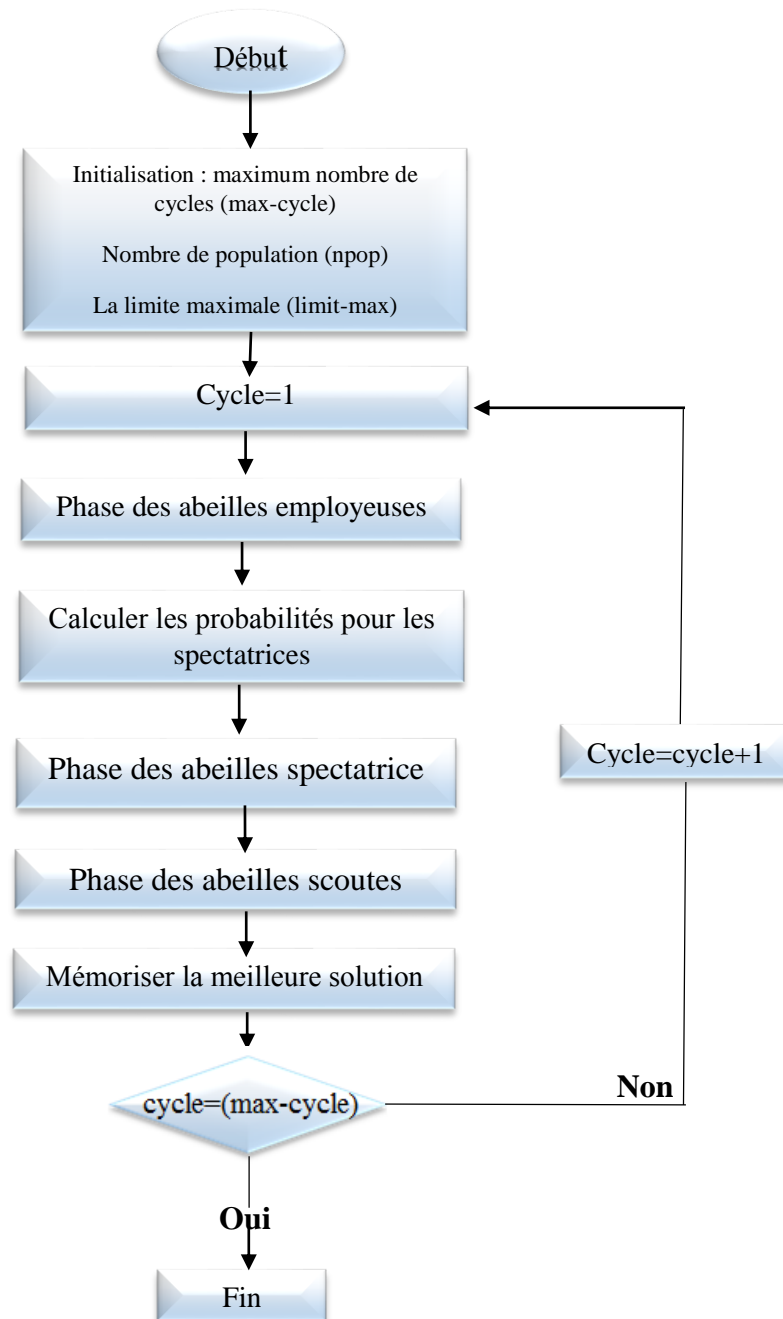 Début
Initialisation : maximum nombre de
cycles (max-cycle)
Nombre de population (npop)
La limite maximale (limit-max)
Cycle=1
Phase des abeilles employeuses
Calculer les probabilités pour les
spectatrices
Phase des abeilles spectatrice
Cycle=cycle+1
Phase des abeilles scoutes
Mémoriser la meilleure solution
cycle=(max-cycle)
Non
Oui
Fin